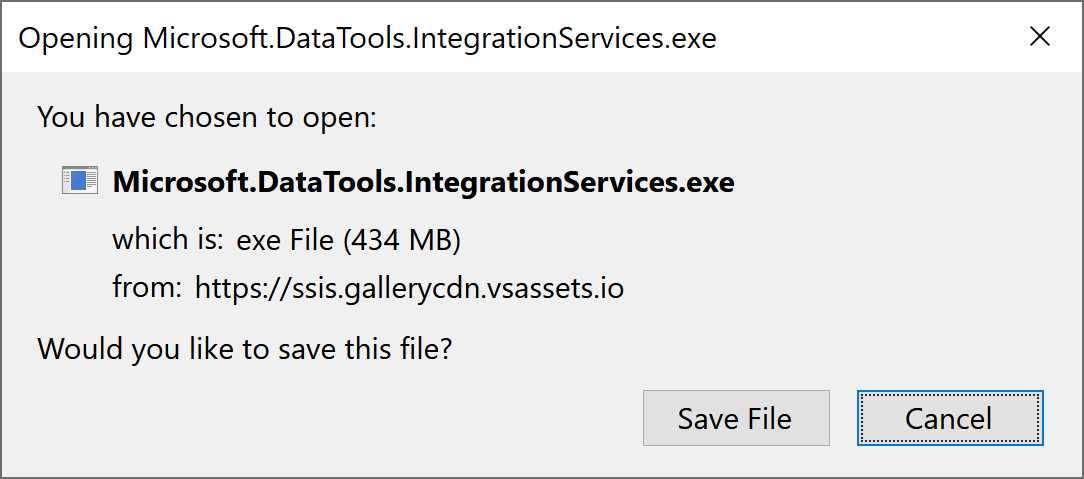 Opening Microsoft.DataTools.IntegrationServices.exe
You have chosen to open:
Microsoft.DataTools.IntegrationServices.exe
which is: exe File (434 MB)
from: https://ssis.gallerycdn.vsassets.io
Would you like to save this file?
Save File Cancel